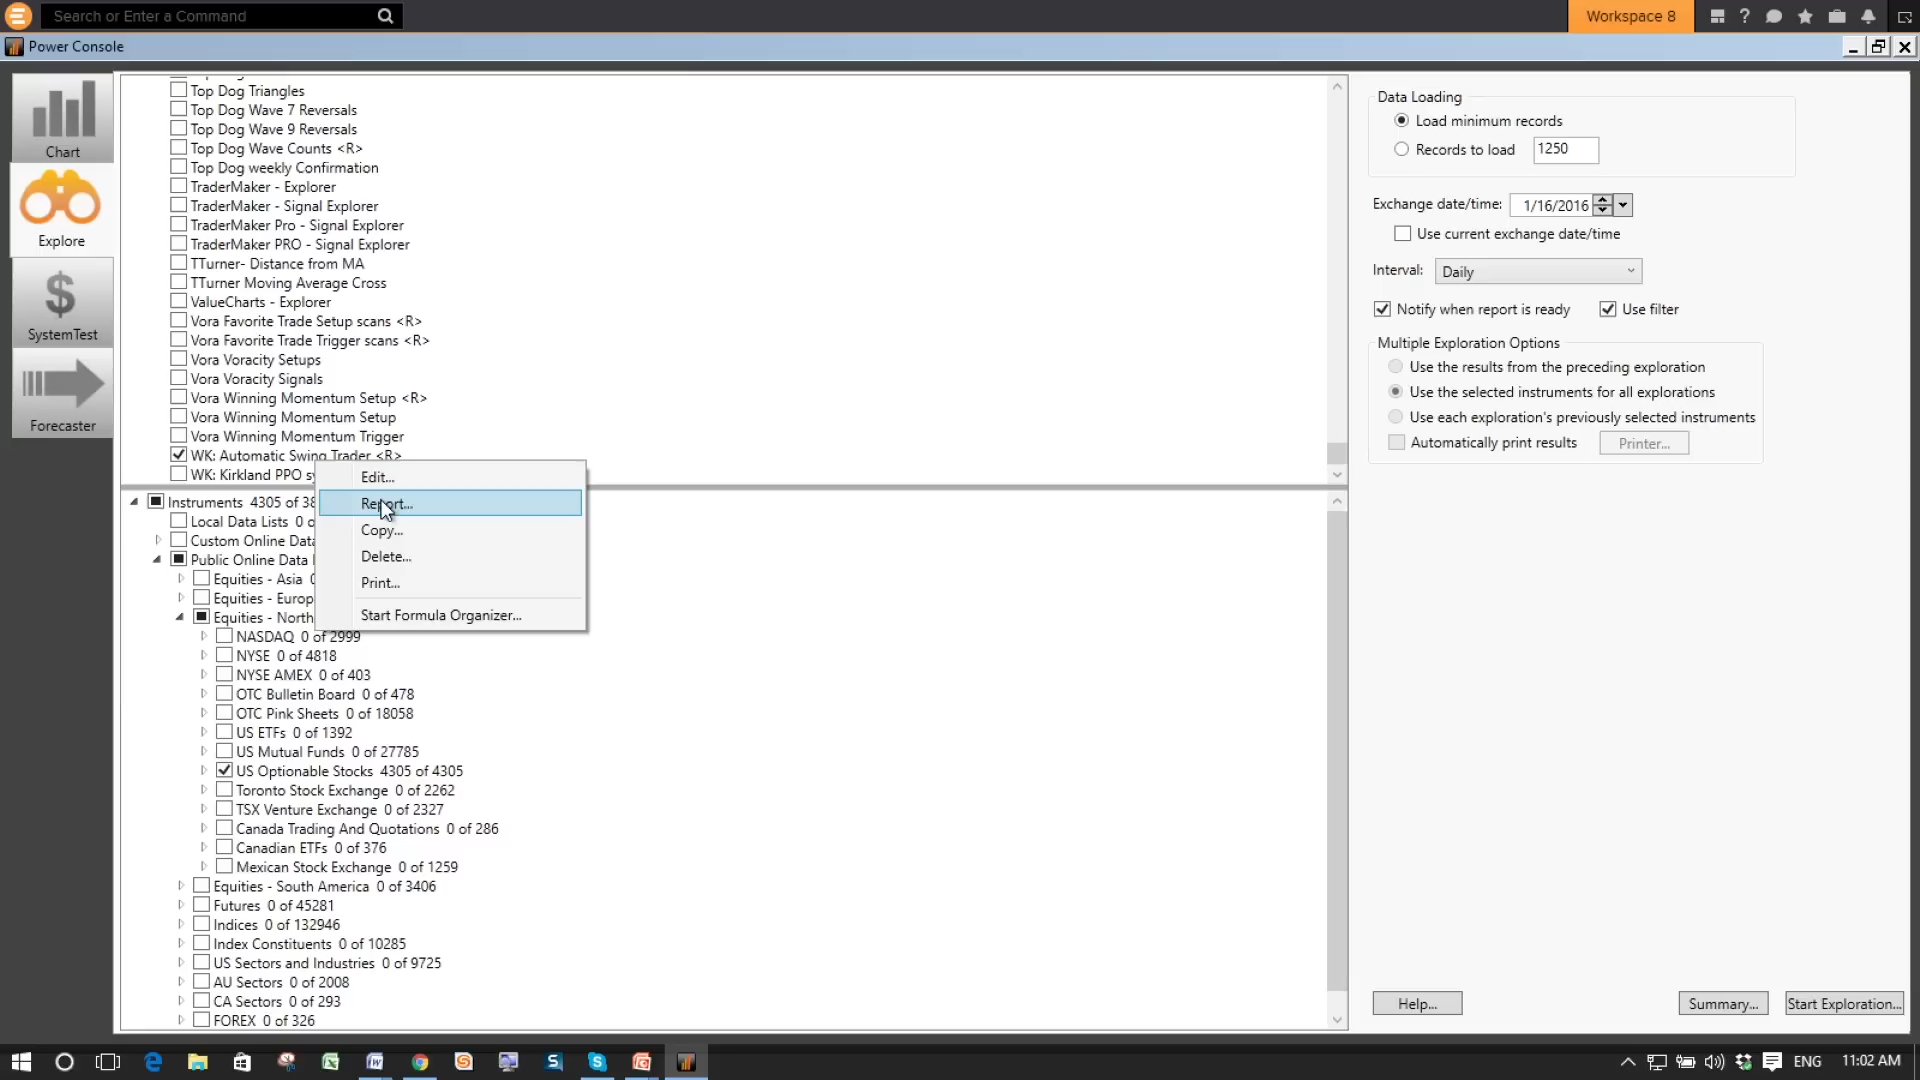 Search or Enter a Command
Workspace 8
?
Power Console
Chart
Explore
SystemTest
Forecaster
Top Dog Triangles
Top Dog Wave 7 Reversals
Top Dog Wave 9 Reversals
Top Dog Wave Counts <R>
Top Dog weekly Confirmation
TraderMaker - Explorer
TraderMaker - Signal Explorer
TraderMaker Pro - Signal Explorer
TraderMaker PRO - Signal Explorer
TTurner- Distance from MA
TTurner Moving Average Cross
ValueCharts - Explorer
Vora Favorite Trade Setup scans <R>
Vora Favorite Trade Trigger scans <R>
Vora Voracity Setups
Vora Voracity Signals
Vora Winning Momentum Setup <R>
Vora Winning Momentum Setup
Vora Winning Momentum Trigger
WK: Automatic Swing Trader <R>
WK: Kirkland PPO sy
Edit...
Report...
Copy...
Delete...
Print...
Start Formula Organizer...
Instruments 4305 of 38
Local Data Lists 0 o
Custom Online Data
Public Online Data
Equities - Asia 0
Equities - Europ
Equities - North
NASDAQ 0 of 2999
NYSE 0 of 4818
NYSE AMEX 0 of 403
OTC Bulletin Board 0 of 478
OTC Pink Sheets 0 of 18058
US ETFs 0 of 1392
US Mutual Funds 0 of 27785
US Optionable Stocks 4305 of 4305
Toronto Stock Exchange 0 of 2262
TSX Venture Exchange 0 of 2327
Canada Trading And Quotations 0 of 286
Canadian ETFs 0 of 376
Mexican Stock Exchange 0 of 1259
Equities - South America 0 of 3406
Futures 0 of 45281
Indices 0 of 132946
Index Constituents 0 of 10285
US Sectors and Industries 0 of 9725
AU Sectors 0 of 2008
CA Sectors 0 of 293
FOREX 0 of 326
Data Loading
Load minimum records
Records to load 1250
Exchange date/time: 1/16/2016
Use current exchange date/time
Interval: Daily
Notify when report is ready Use filter
Multiple Exploration Options
Use the results from the preceding exploration
Use the selected instruments for all explorations
Use each exploration's previously selected instruments
Automatically print results Printer...
Help... Summary... Start Exploration...
ENG 11:02 AM